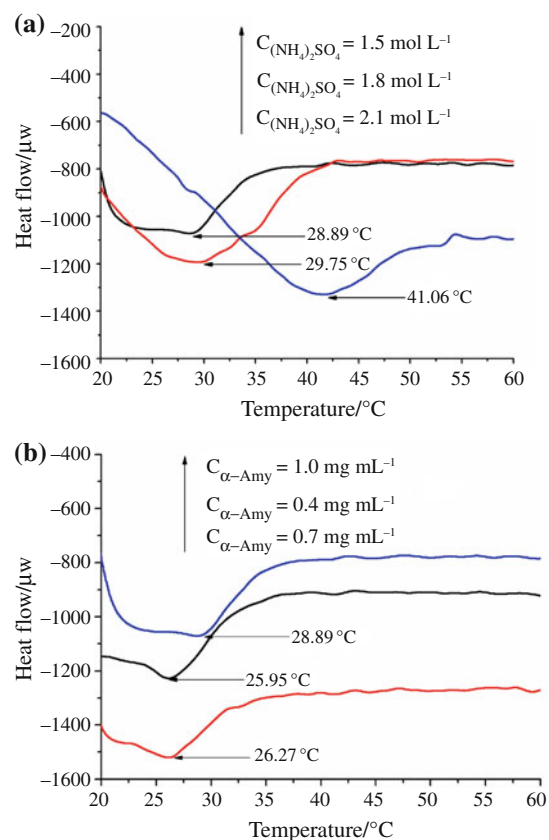 (a)
−200
−400
−600
−800
−1000
−1200
−1400
−1600
Heat flow/μw
C(NH₄)₂SO₄ = 1.5 mol L⁻¹
C(NH₄)₂SO₄ = 1.8 mol L⁻¹
C(NH₄)₂SO₄ = 2.1 mol L⁻¹
28.89 °C
29.75 °C
41.06 °C
20 25 30 35 40 45 50 55 60
Temperature/°C
(b)
−400
−600
−800
−1000
−1200
−1400
−1600
Heat flow/μw
Cα−Amy = 1.0 mg mL⁻¹
Cα−Amy = 0.4 mg mL⁻¹
Cα−Amy = 0.7 mg mL⁻¹
28.89 °C
25.95 °C
26.27 °C
20 25 30 35 40 45 50 55 60
Temperature/°C